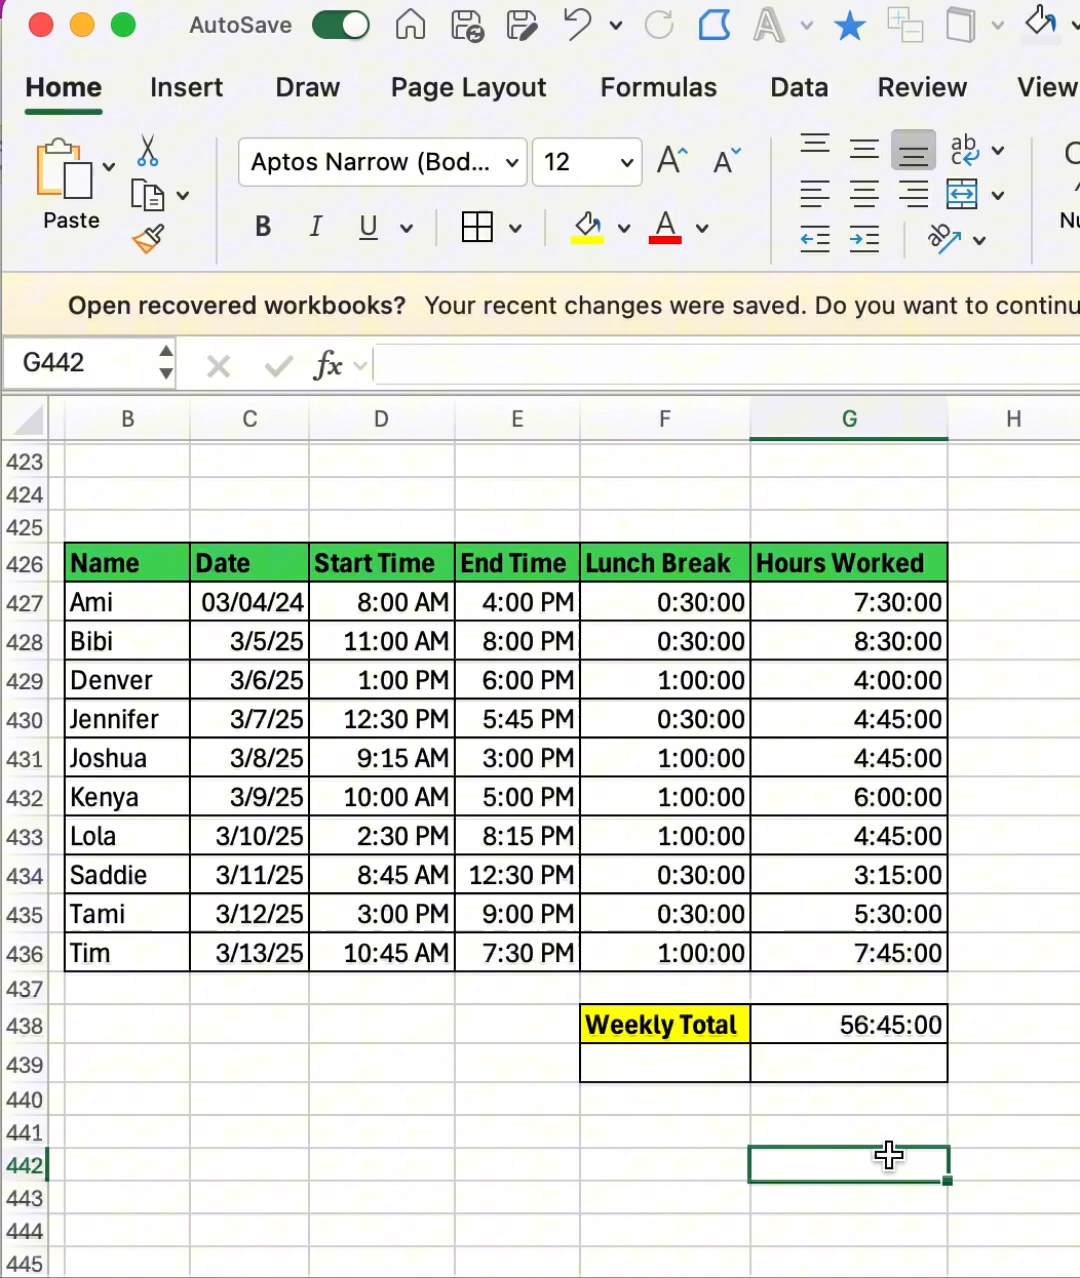 AutoSave
Home Insert Draw Page Layout Formulas Data Review View
Paste
Aptos Narrow (Bod... 12
B I U A
ab
Open recovered workbooks? Your recent changes were saved. Do you want to continu
G442 fx
B C D E F G H
423
424
425
426 Name Date Start Time End Time Lunch Break Hours Worked
427 Ami 03/04/24 8:00 AM 4:00 PM 0:30:00 7:30:00
428 Bibi 3/5/25 11:00 AM 8:00 PM 0:30:00 8:30:00
429 Denver 3/6/25 1:00 PM 6:00 PM 1:00:00 4:00:00
430 Jennifer 3/7/25 12:30 PM 5:45 PM 0:30:00 4:45:00
431 Joshua 3/8/25 9:15 AM 3:00 PM 1:00:00 4:45:00
432 Kenya 3/9/25 10:00 AM 5:00 PM 1:00:00 6:00:00
433 Lola 3/10/25 2:30 PM 8:15 PM 1:00:00 4:45:00
434 Saddie 3/11/25 8:45 AM 12:30 PM 0:30:00 3:15:00
435 Tami 3/12/25 3:00 PM 9:00 PM 0:30:00 5:30:00
436 Tim 3/13/25 10:45 AM 7:30 PM 1:00:00 7:45:00
437
438 Weekly Total 56:45:00
439
440
441
442
443
444
445